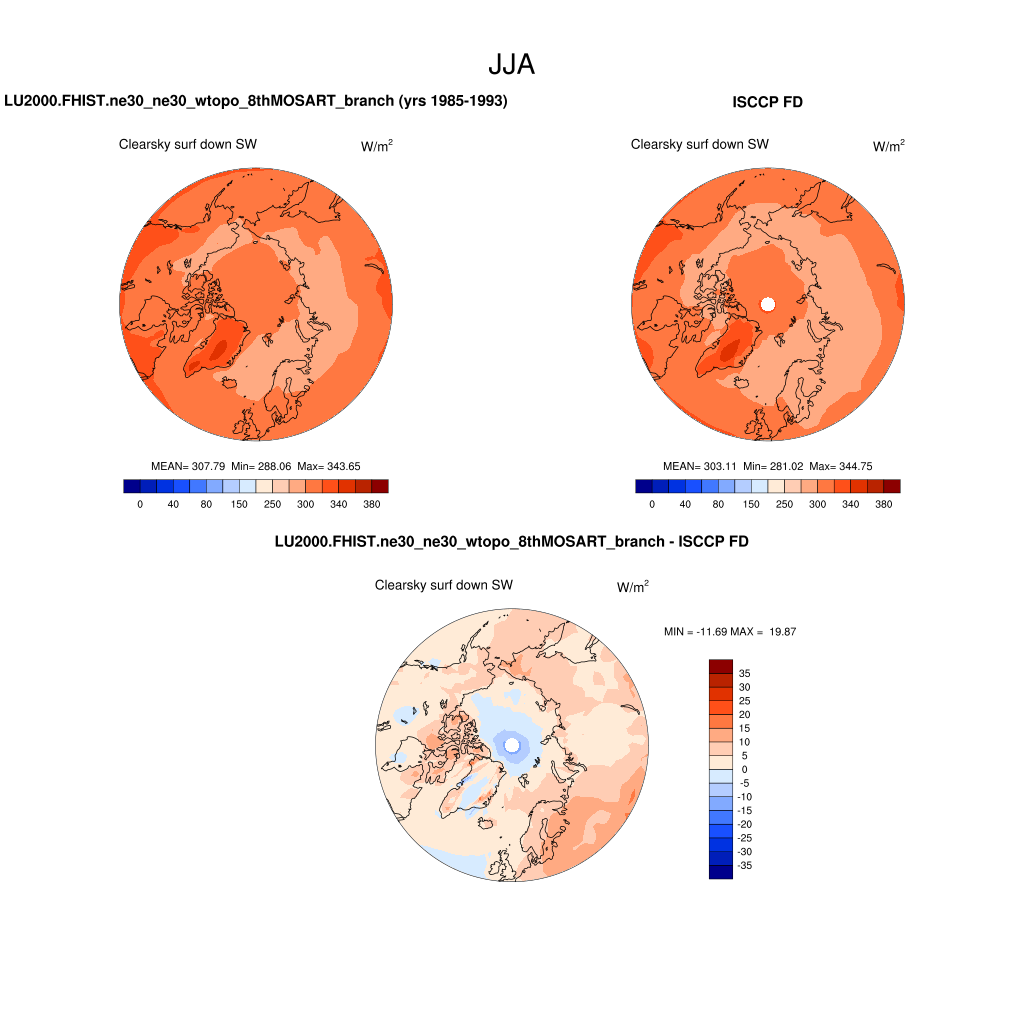 JJA
LU2000.FHIST.ne30_ne30_wtopo_8thMOSART_branch (yrs 1985-1993)
ISCCP FD
Clearsky surf down SW
W/m2
Clearsky surf down SW
W/m2
MEAN= 307.79 Min= 288.06 Max= 343.65
MEAN= 303.11 Min= 281.02 Max= 344.75
0 40 80 150 250 300 340 380
0 40 80 150 250 300 340 380
LU2000.FHIST.ne30_ne30_wtopo_8thMOSART_branch - ISCCP FD
Clearsky surf down SW
W/m2
MIN = -11.69 MAX = 19.87
35
30
25
20
15
10
5
0
-5
-10
-15
-20
-25
-30
-35